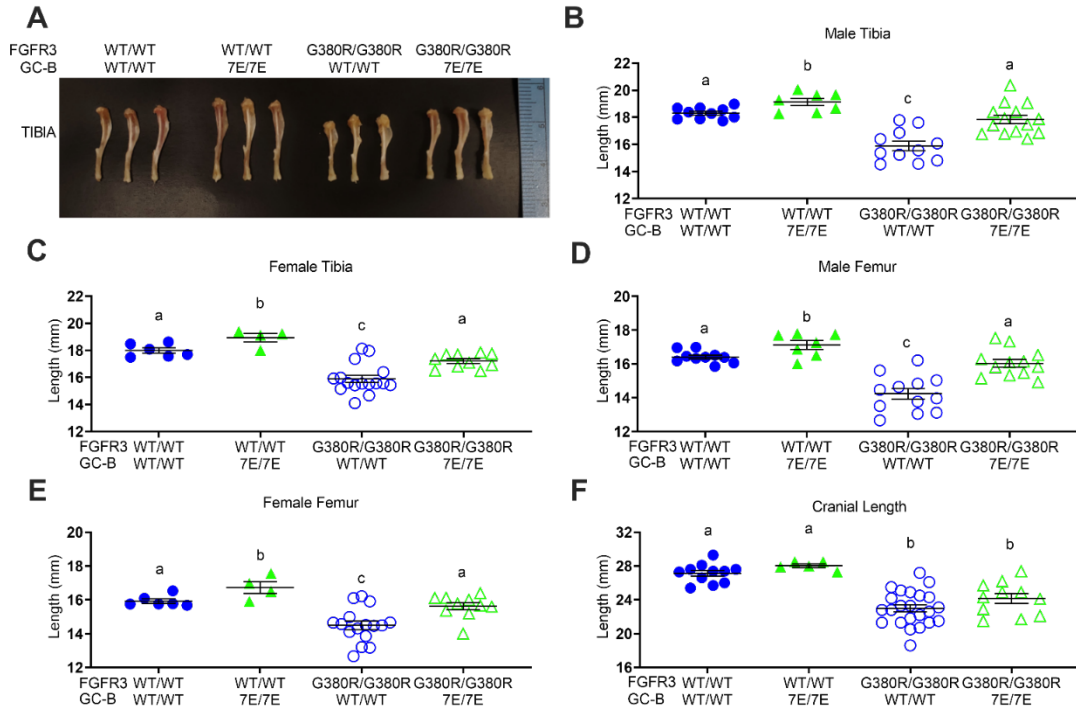 A
FGFR3 WT/WT WT/WT G380R/G380R G380R/G380R
GC-B WT/WT 7E/7E WT/WT 7E/7E
TIBIA
B
Male Tibia
Length (mm)
22
20
18
16
14
12
a b c a
FGFR3 WT/WT WT/WT G380R/G380R G380R/G380R
GC-B WT/WT 7E/7E WT/WT 7E/7E
C
Female Tibia
Length (mm)
22
20
18
16
14
12
a b c a
FGFR3 WT/WT WT/WT G380R/G380R G380R/G380R
GC-B WT/WT 7E/7E WT/WT 7E/7E
D
Male Femur
Length (mm)
20
18
16
14
12
a b c a
FGFR3 WT/WT WT/WT G380R/G380R G380R/G380R
GC-B WT/WT 7E/7E WT/WT 7E/7E
E
Female Femur
Length (mm)
20
18
16
14
12
a b c a
FGFR3 WT/WT WT/WT G380R/G380R G380R/G380R
GC-B WT/WT 7E/7E WT/WT 7E/7E
F
Cranial Length
Length (mm)
32
28
24
20
16
a a b b
FGFR3 WT/WT WT/WT G380R/G380R G380R/G380R
GC-B WT/WT 7E/7E WT/WT 7E/7E